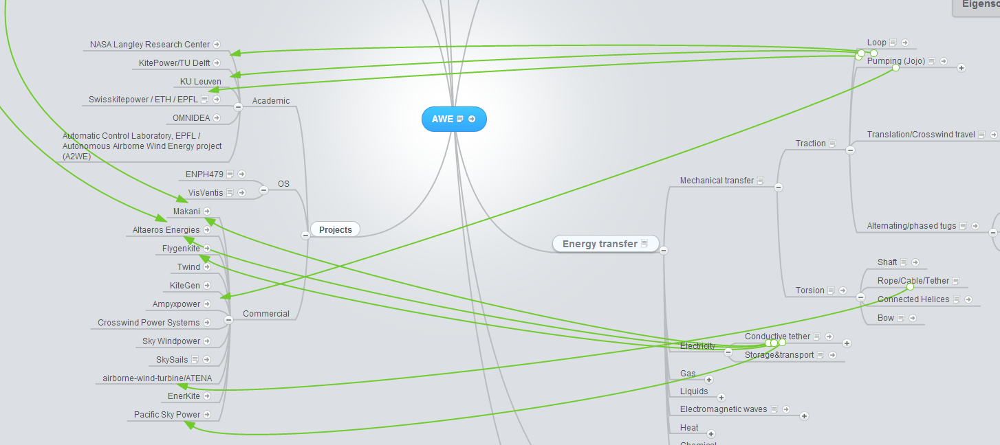 Eigensc
NASA Langley Research Center
KitePower/TU Delft
KU Leuven
Swisskitepower / ETH / EPFL
OMNIDEA
Automatic Control Laboratory, EPFL /
Autonomous Airborne Wind Energy project
(A2WE)
Academic
ENPH479
VisVentis
OS
Makani
Altaeros Energies
Flygenkite
Twind
KiteGen
Ampyxpower
Crosswind Power Systems
Sky Windpower
SkySails
airborne-wind-turbine/ATENA
EnerKite
Pacific Sky Power
Commercial
Projects
AWE
Energy transfer
Mechanical transfer
Traction
Loop
Pumping (Jojo)
Translation/Crosswind travel
Alternating/phased tugs
Torsion
Shaft
Rope/Cable/Tether
Connected Helices
Bow
Electricity
Conductive tether
Storage&transport
Gas
Liquids
Electromagnetic waves
Heat
Chemical